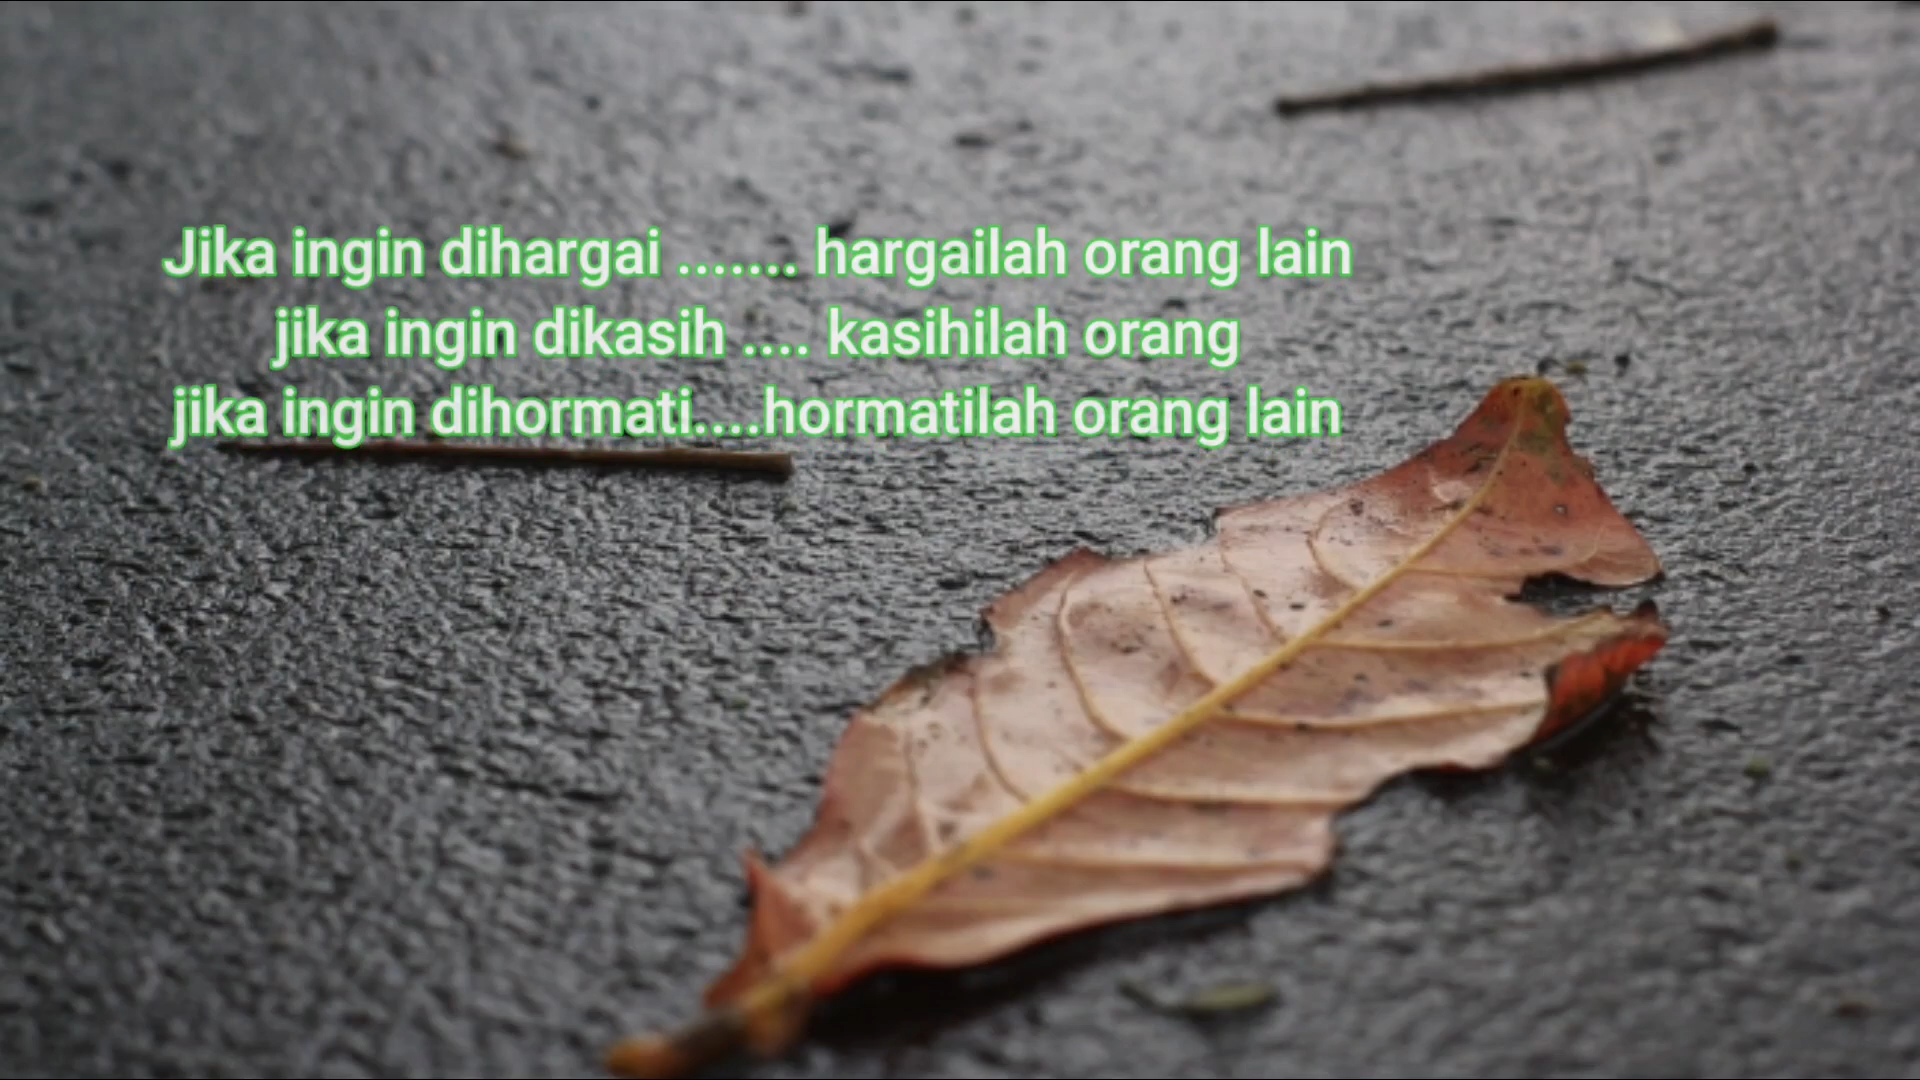 Jika ingin dihargai ....... hargailah orang lain
jika ingin dikasih .... kasihilah orang
jika ingin dihormati....hormatilah orang lain